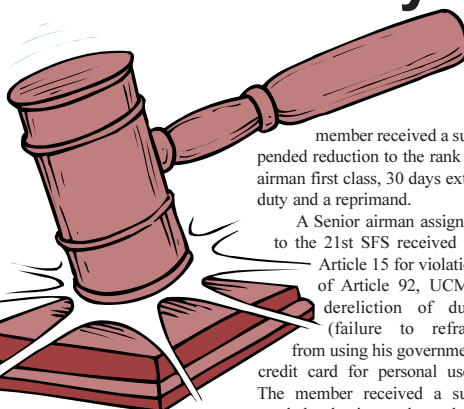 member received a su
pended reduction to the rank
airman first class, 30 days ext
duty and a reprimand.
A Senior airman assign
to the 21st SFS received
Article 15 for violatio
of Article 92, UCM
dereliction of du
(failure to refra
from using his governme
credit card for personal use
The member received a su